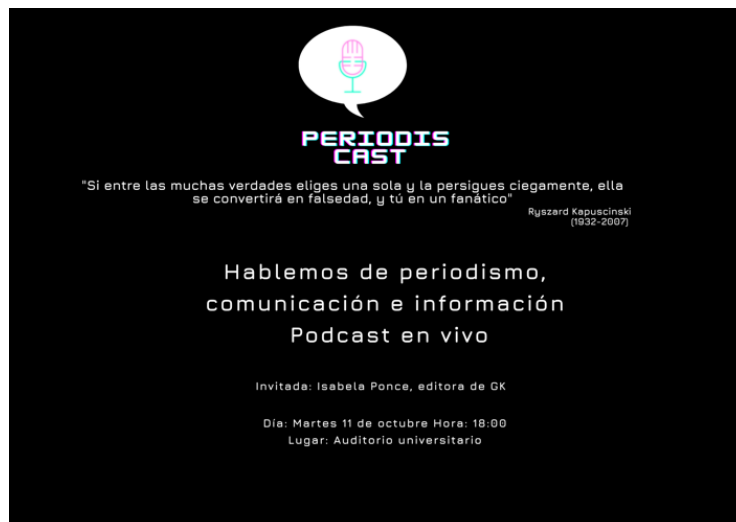 PERIODIS
CAST
"Si entre las muchas verdades eliges una sola y la persigues ciegamente, ella
se convertirá en falsedad, y tú en un fanático"
Ryszard Kapuscinski
(1932-2007)
Hablemos de periodismo,
comunicación e información
Podcast en vivo
Invitada: Isabela Ponce, editora de GK
Día: Martes 11 de octubre Hora: 18:00
Lugar: Auditorio universitario